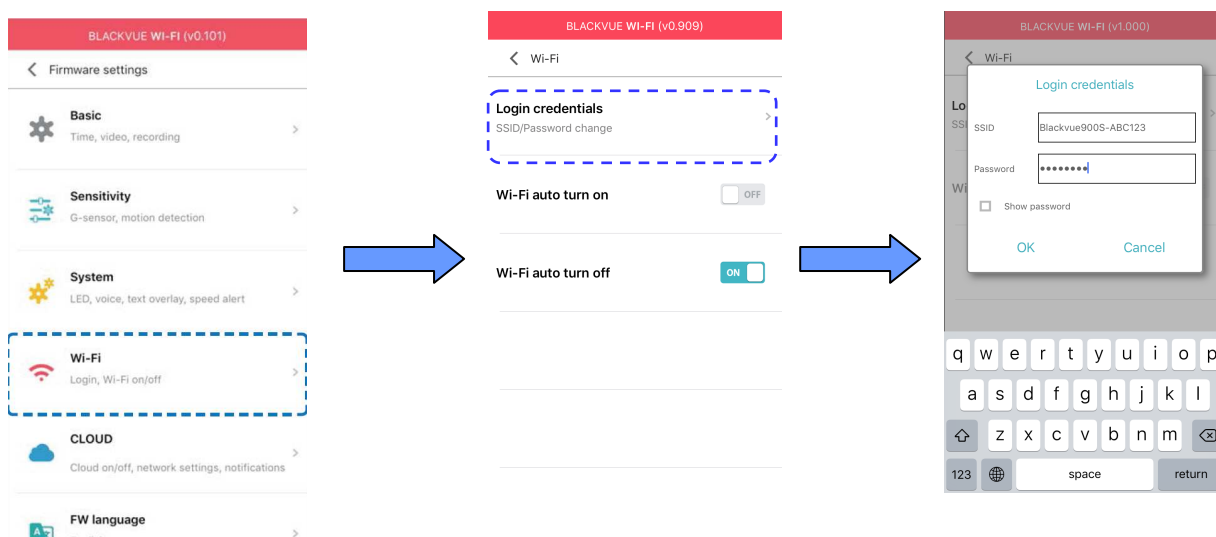 BLACKVUE WI-FI (v0.101)
Firmware settings
Basic
Time, video, recording
Sensitivity
G-sensor, motion detection
System
LED, voice, text overlay, speed alert
Wi-Fi
Login, Wi-Fi on/off
CLOUD
Cloud on/off, network settings, notifications
FW language
BLACKVUE WI-FI (v0.909)
Wi-Fi
Login credentials
SSID/Password change
Wi-Fi auto turn on
OFF
Wi-Fi auto turn off
ON
BLACKVUE WI-FI (v1.000)
Wi-Fi
Lo
SSI
Wi
Login credentials
SSID
Blackvue900S-ABC123
Password
••••••••
Show password
OK Cancel
q w e r t y u i o p
a s d f g h j k l
z x c v b n m
123 space return